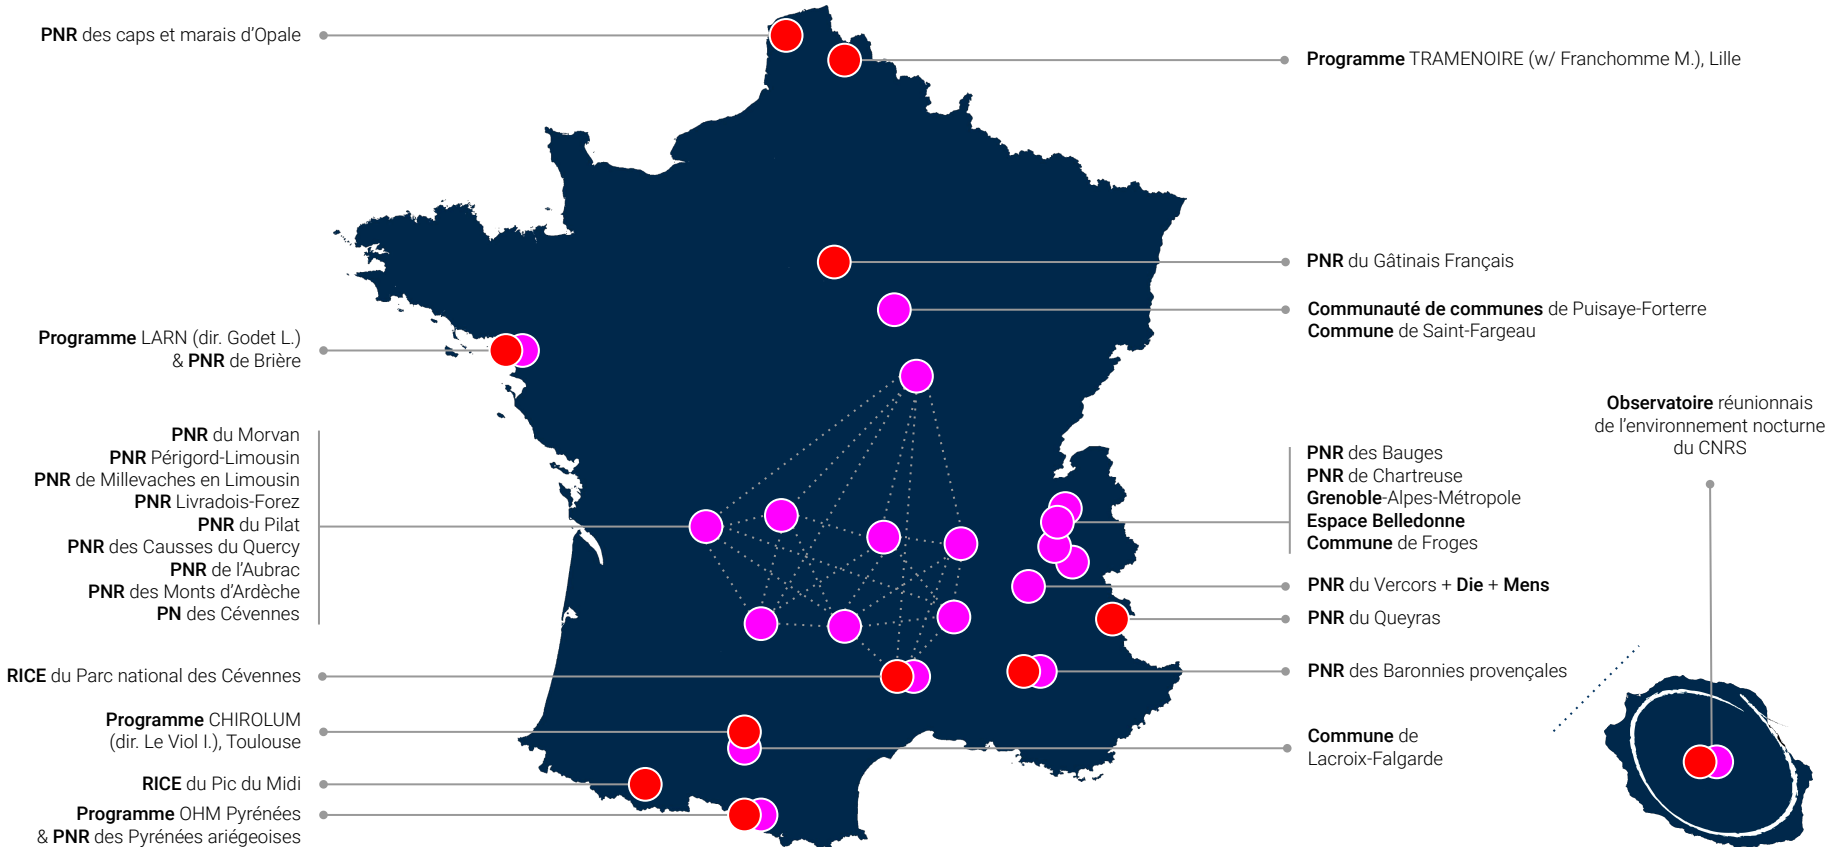 PNR des caps et marais d’Opale
Programme LARN (dir. Godet L.)
& PNR de Brière
PNR du Morvan
PNR Périgord-Limousin
PNR de Millevaches en Limousin
PNR Livradois-Forez
PNR du Pilat
PNR des Causses du Quercy
PNR de l’Aubrac
PNR des Monts d’Ardèche
PN des Cévennes
RICE du Parc national des Cévennes
Programme CHIROLUM
(dir. Le Viol I.), Toulouse
RICE du Pic du Midi
Programme OHM Pyrénées
& PNR des Pyrénées ariégeoises
Programme TRAMENOIRE (w/ Franchomme M.), Lille
PNR du Gâtinais Français
Communauté de communes de Puisaye-Forterre
Commune de Saint-Fargeau
PNR des Bauges
PNR de Chartreuse
Grenoble-Alpes-Métropole
Espace Belledonne
Commune de Froges
PNR du Vercors + Die + Mens
PNR du Queyras
PNR des Baronnies provençales
Commune de
Lacroix-Falgarde
Observatoire réunionnais
de l’environnement nocturne
du CNRS